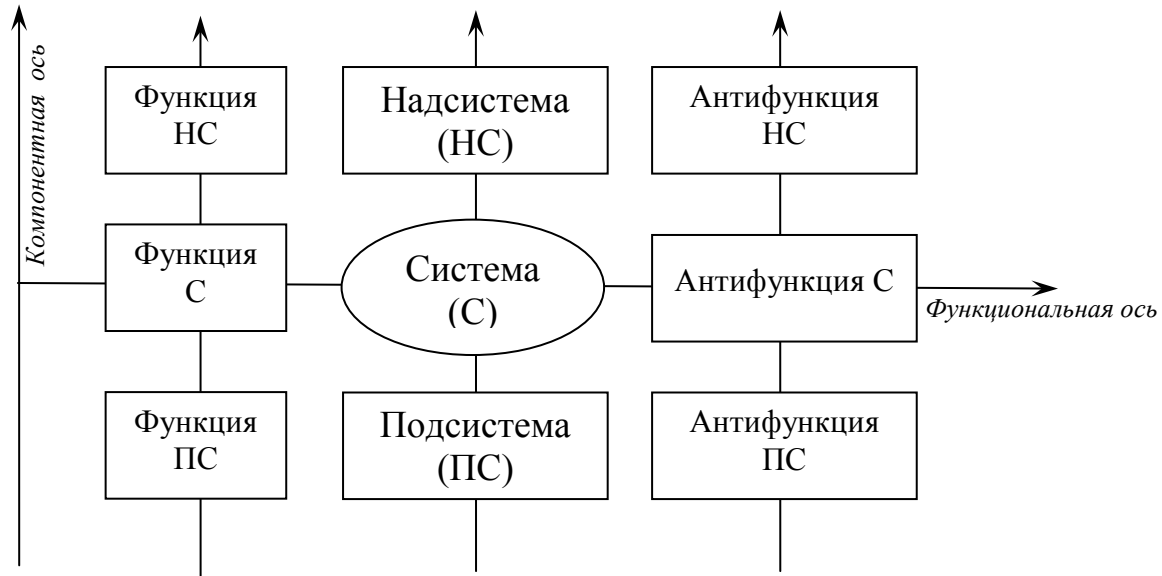 Компонентная ось
Функция
НС
Надсистема
(НС)
Антифункция
НС
Функция
С
Система
(С)
Антифункция С
Функциональная ось
Функция
ПС
Подсистема
(ПС)
Антифункция
ПС